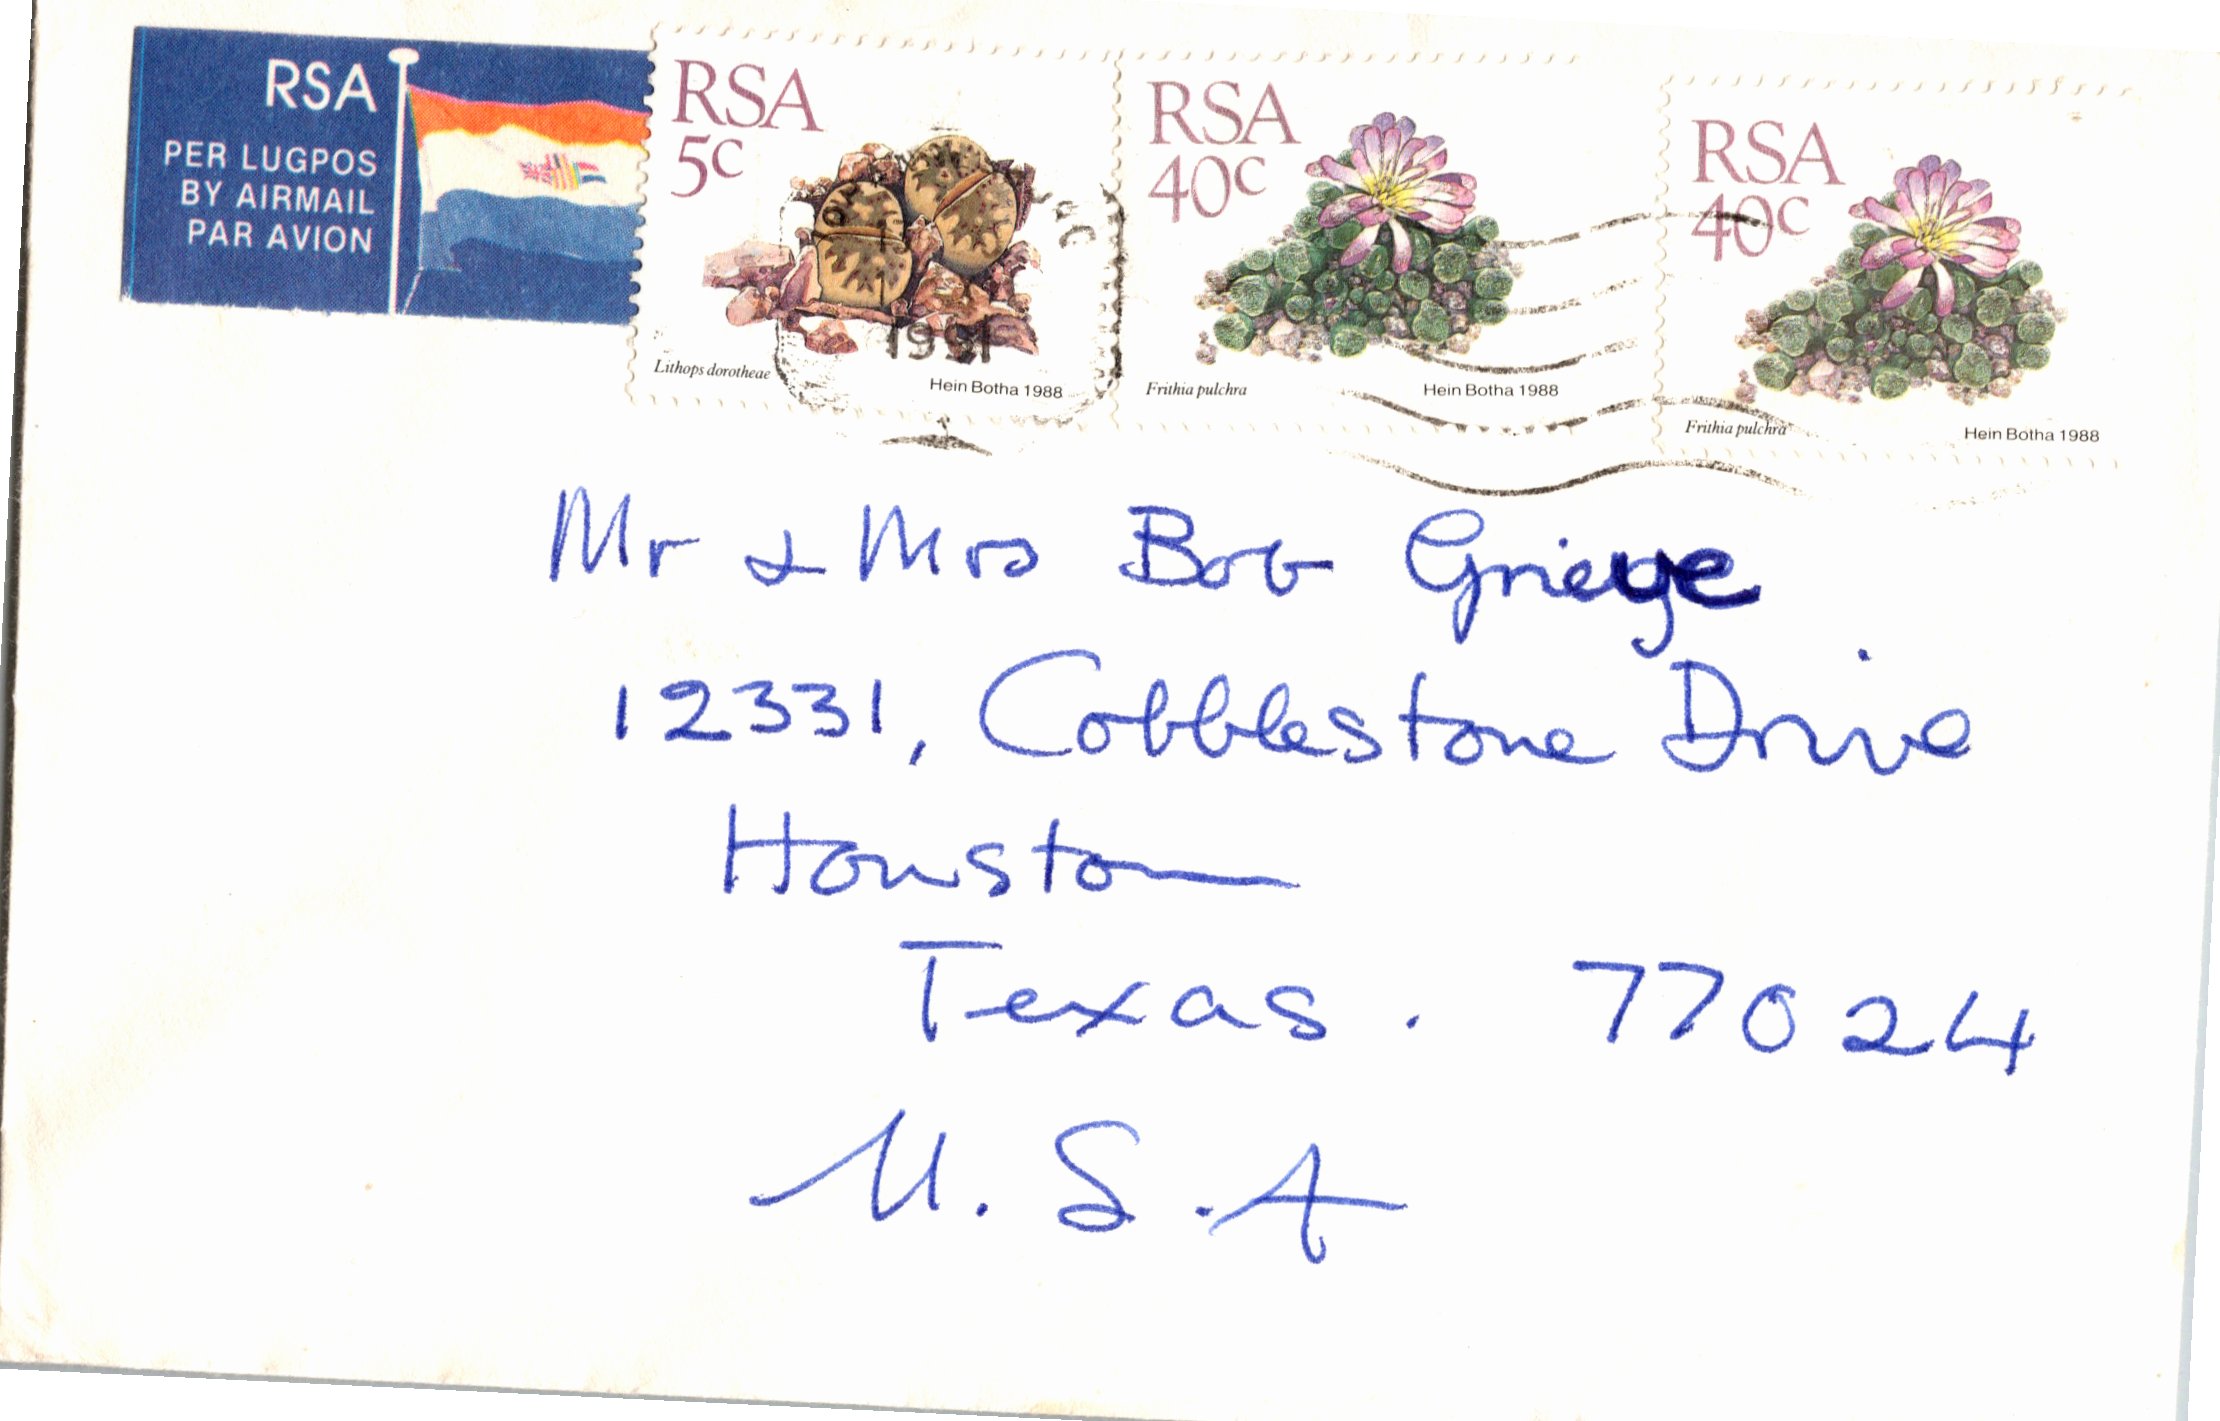 RSA
PER LUGPOS
BY AIRMAIL
PAR AVION
RSA
5c
Lithops dorotheae
Hein Botha 1988
1991
RSA
40c
Frithia pulchra
Hein Botha 1988
RSA
40c
Frithia pulchra
Hein Botha 1988
Mr & Mrs Bob
12331, Cobblestone Drive
Houston
Texas. 77024
U.S.A